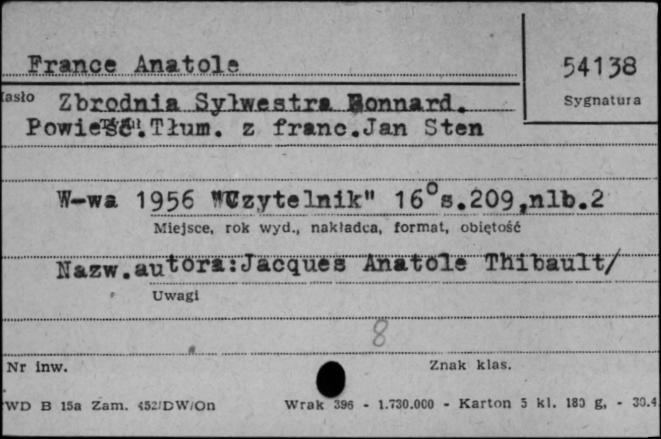 France Anatole
54138
Sygnatura
Hasło Zbrodnia Sylwestra Bonnard.
Powieść. Tłum. z franc.Jan Sten
W-wa 1956 "Czytelnik" 16° s.209,nlb.2
Miejsce, rok wyd., nakładca, format, objętość
Nazw.autora:Jacques Anatole Thibault/
Uwagi
8
Nr inw.
Znak klas.
WD B 15a Zam. 452/DW/On
Wrak 396 - 1.730.000 - Karton 5 kl. 180 g, - 30.4